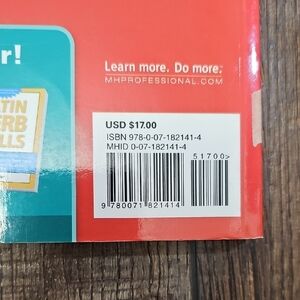 r!
TIN
ERB
LLS
Learn more. Do more.
MHPROFESSIONAL.COM
USD $17.00
ISBN 978-0-07-182141-4
MHID 0-07-182141-4
51700>
9 780071 821414